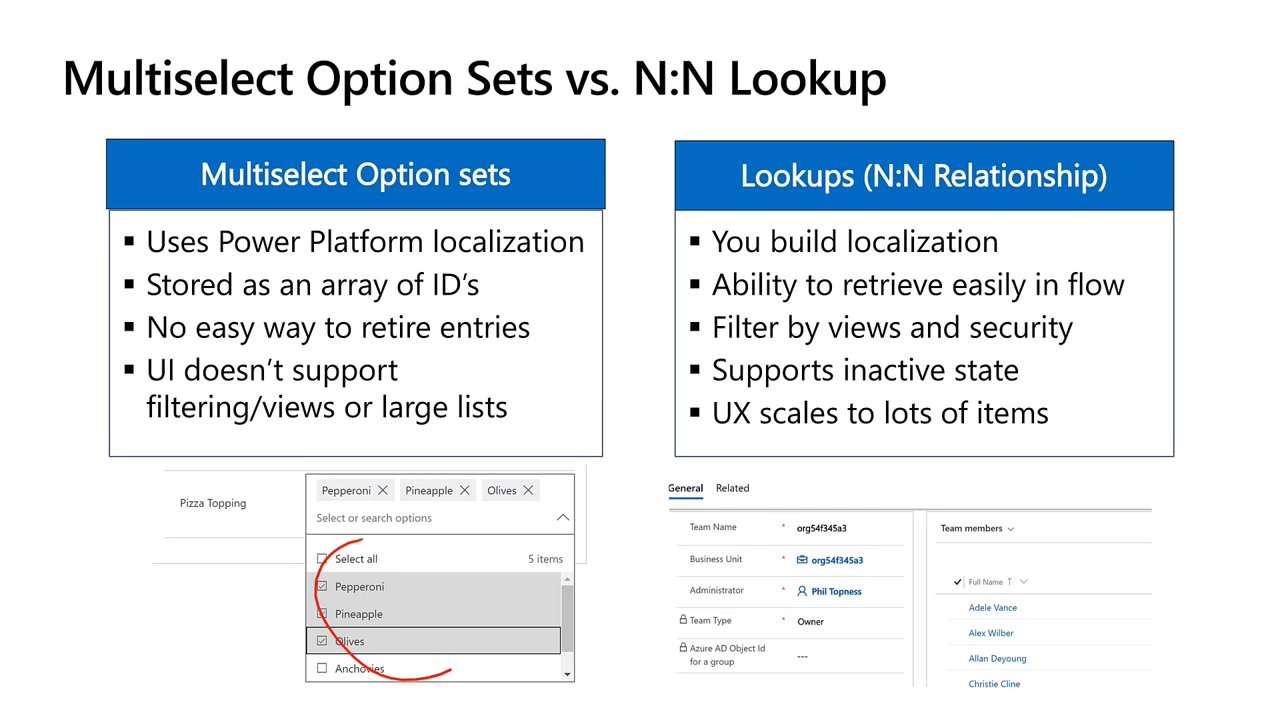 Multiselect Option Sets vs. N:N Lookup
Multiselect Option sets
▪ Uses Power Platform localization
▪ Stored as an array of ID’s
▪ No easy way to retire entries
▪ UI doesn’t support
filtering/views or large lists
Lookups (N:N Relationship)
▪ You build localization
▪ Ability to retrieve easily in flow
▪ Filter by views and security
▪ Supports inactive state
▪ UX scales to lots of items
Pizza Topping
Pepperoni Pineapple Olives
Select or search options
Select all 5 items
Pepperoni
Pineapple
Olives
Anchovies
General Related
Team Name * org54f345a3
Business Unit * org54f345a3
Administrator * Phil Topness
Team Type * Owner
Azure AD Object Id
for a group ---
Team members
Full Name ↑
Adele Vance
Alex Wilber
Allan Deyoung
Christie Cline